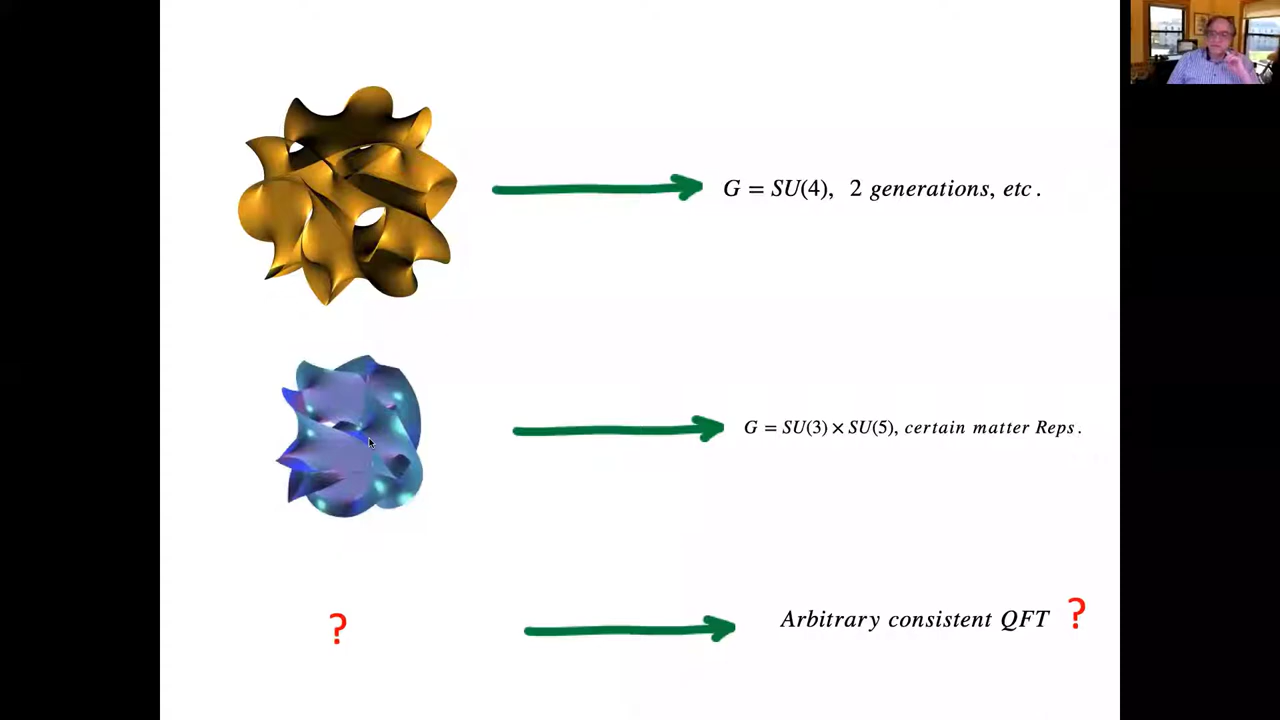 G = SU(4), 2 generations, etc .
G = SU(3) × SU(5), certain matter Reps .
? Arbitrary consistent QFT ?